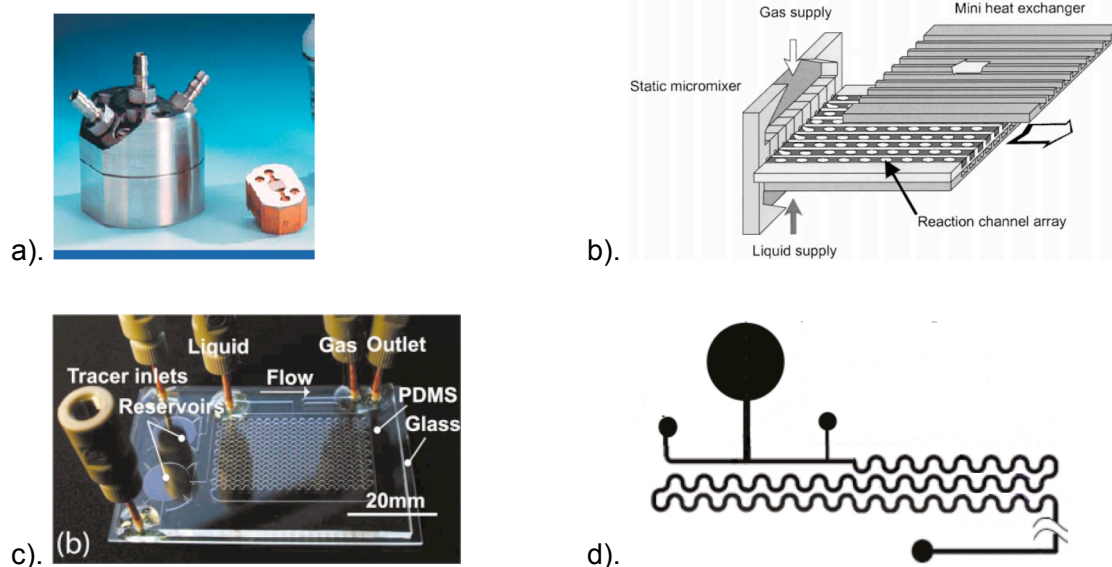 a).
Gas supply
Mini heat exchanger
Static micromixer
Reaction channel array
Liquid supply
b).
Liquid
Gas Outlet
Tracer inlets
Flow
Reservoirs
PDMS
Glass
20mm
(b)
c).
d).